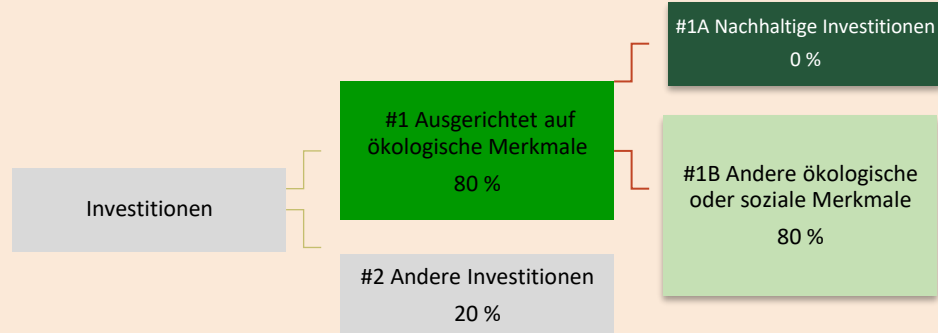 Investitionen
#1 Ausgerichtet auf
ökologische Merkmale
80 %
#2 Andere Investitionen
20 %
#1A Nachhaltige Investitionen
0 %
#1B Andere ökologische
oder soziale Merkmale
80 %